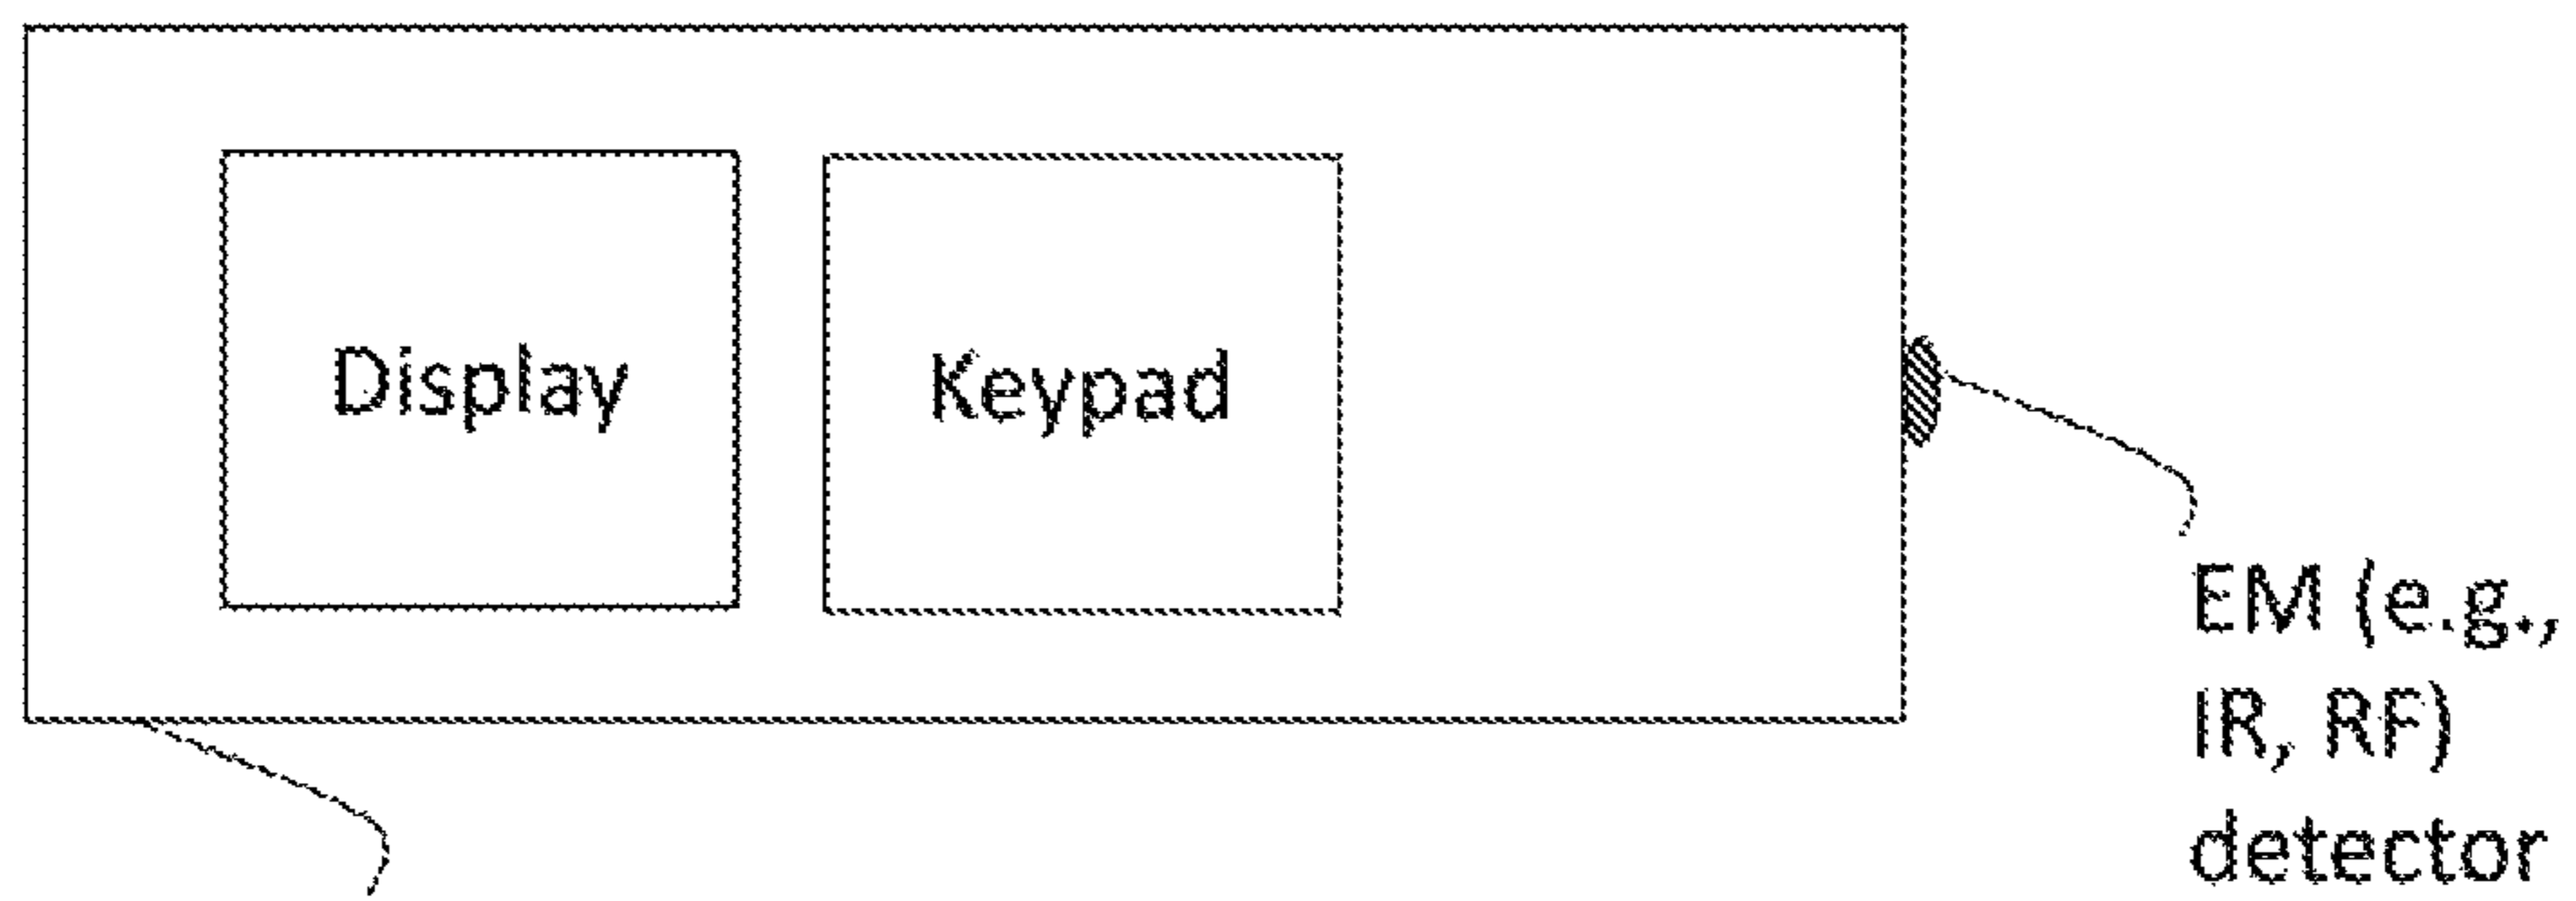 Display
Keypad
EM (e.g.,
IR, RF)
detector